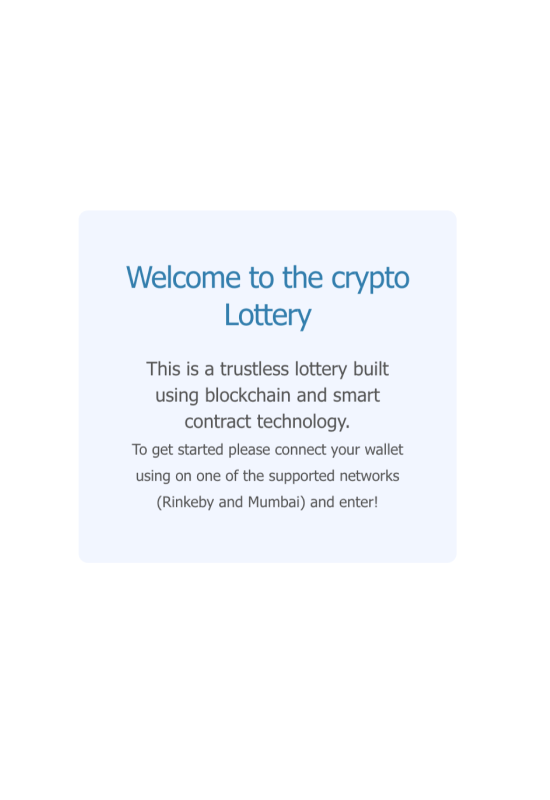 Welcome to the crypto
Lottery
This is a trustless lottery built
using blockchain and smart
contract technology.
To get started please connect your wallet
using on one of the supported networks
(Rinkeby and Mumbai) and enter!